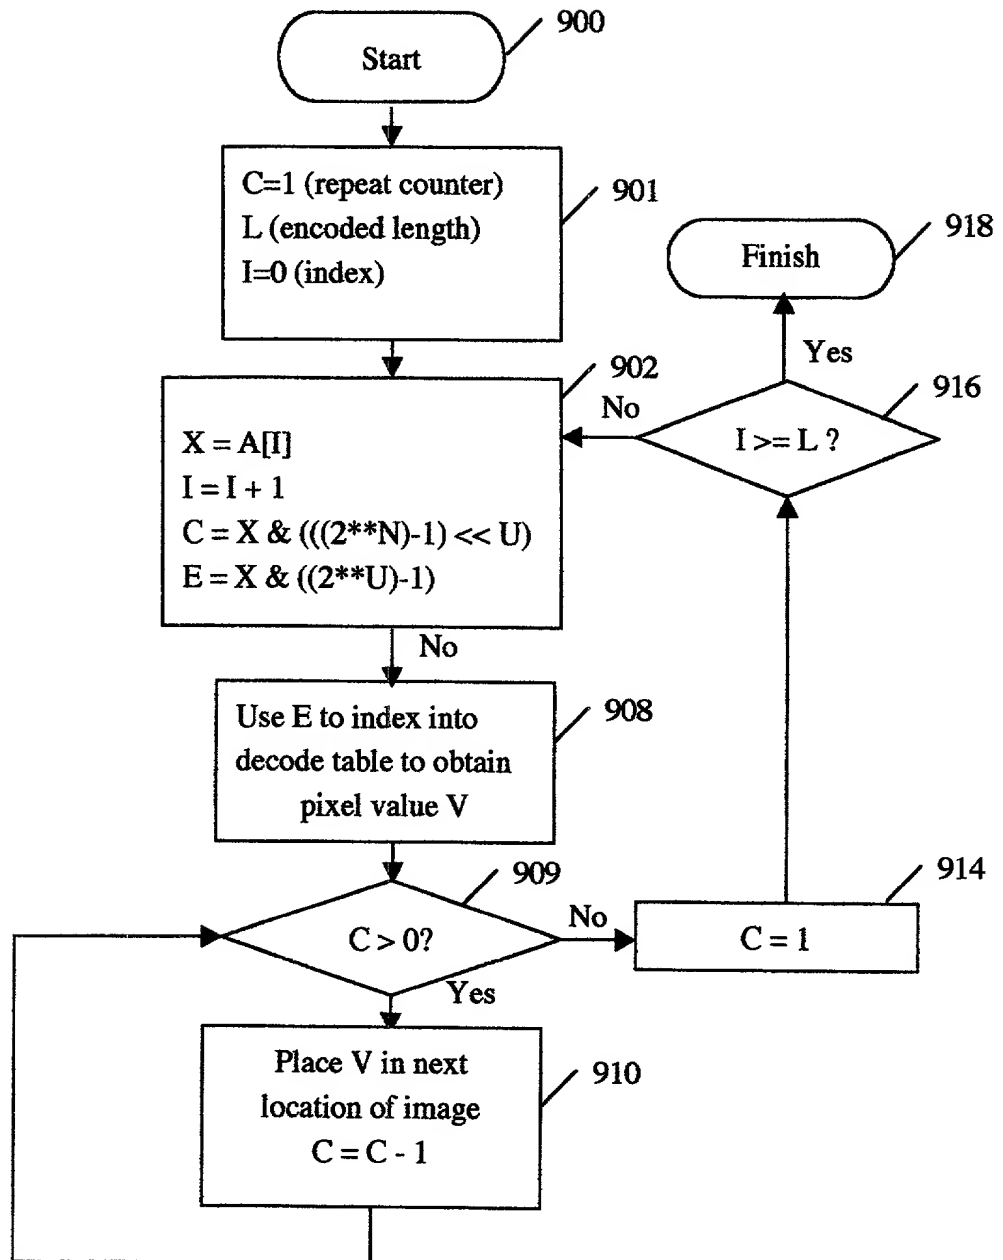 900
Start
C=1 (repeat counter)
L (encoded length)
I=0 (index)
901
918
Finish
Yes
902
916
No
I >= L ?
X = A[I]
I = I + 1
C = X & (((2**N)-1) << U)
E = X & ((2**U)-1)
No
Use E to index into
decode table to obtain
pixel value V
908
909
C > 0?
No
914
C = 1
Yes
Place V in next
location of image
C = C - 1
910